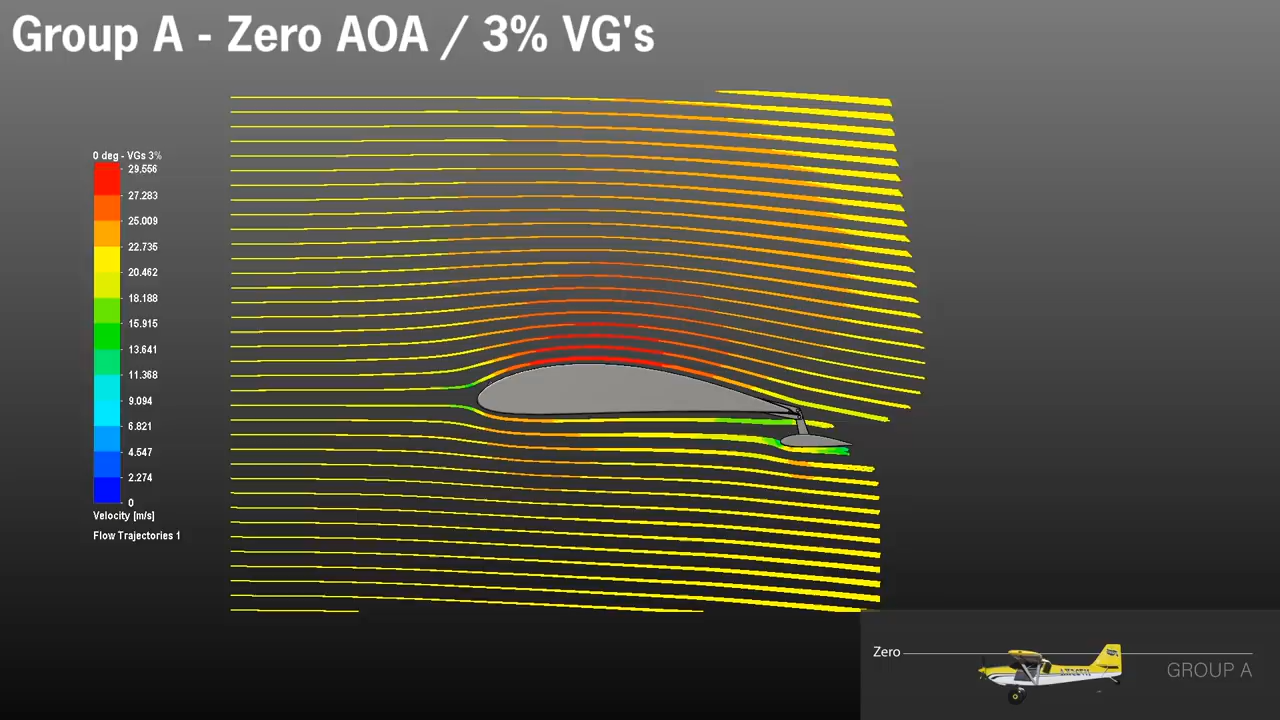 Group A - Zero AOA / 3% VG's
0 deg - VGs 3%
29.556
27.283
25.009
22.735
20.462
18.188
15.915
13.641
11.368
9.094
6.821
4.547
2.274
0
Velocity [m/s]
Flow Trajectories 1
Zero
GROUP A